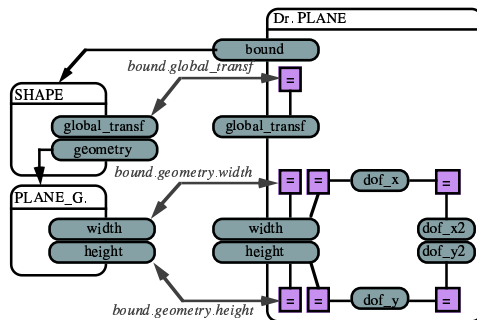 Dr. PLANE
bound
bound.global_transf
=
SHAPE
global_transf
global_transf
geometry
bound.geometry.width
= = dof_x =
PLANE_G.
width
width
dof_x2
height
height
dof_y2
= = dof_y =
bound.geometry.height